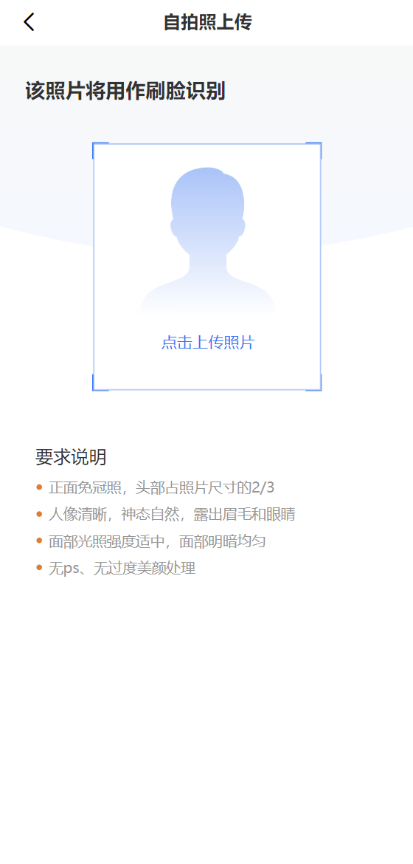 自拍照上传
该照片将用作刷脸识别
点击上传照片
要求说明
正面免冠照，头部占照片尺寸的2/3
人像清晰，神态自然，露出眉毛和眼睛
面部光照强度适中，面部明暗均匀
无ps、无过度美颜处理